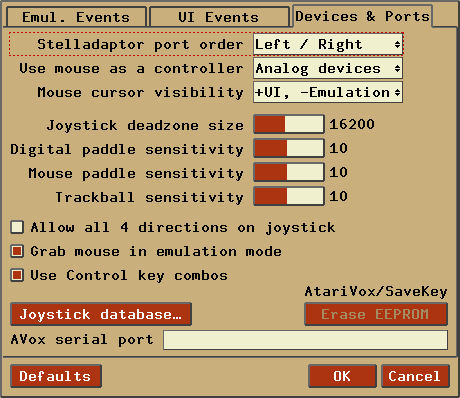 Emul. Events UI Events Devices & Ports
Stelladaptor port order Left / Right
Use mouse as a controller Analog devices
Mouse cursor visibility +UI, -Emulation
Joystick deadzone size 16200
Digital paddle sensitivity 10
Mouse paddle sensitivity 10
Trackball sensitivity 10
Allow all 4 directions on joystick
Grab mouse in emulation mode
Use Control key combos
AtariVox/SaveKey
Joystick database… Erase EEPROM
AVox serial port
Defaults OK Cancel